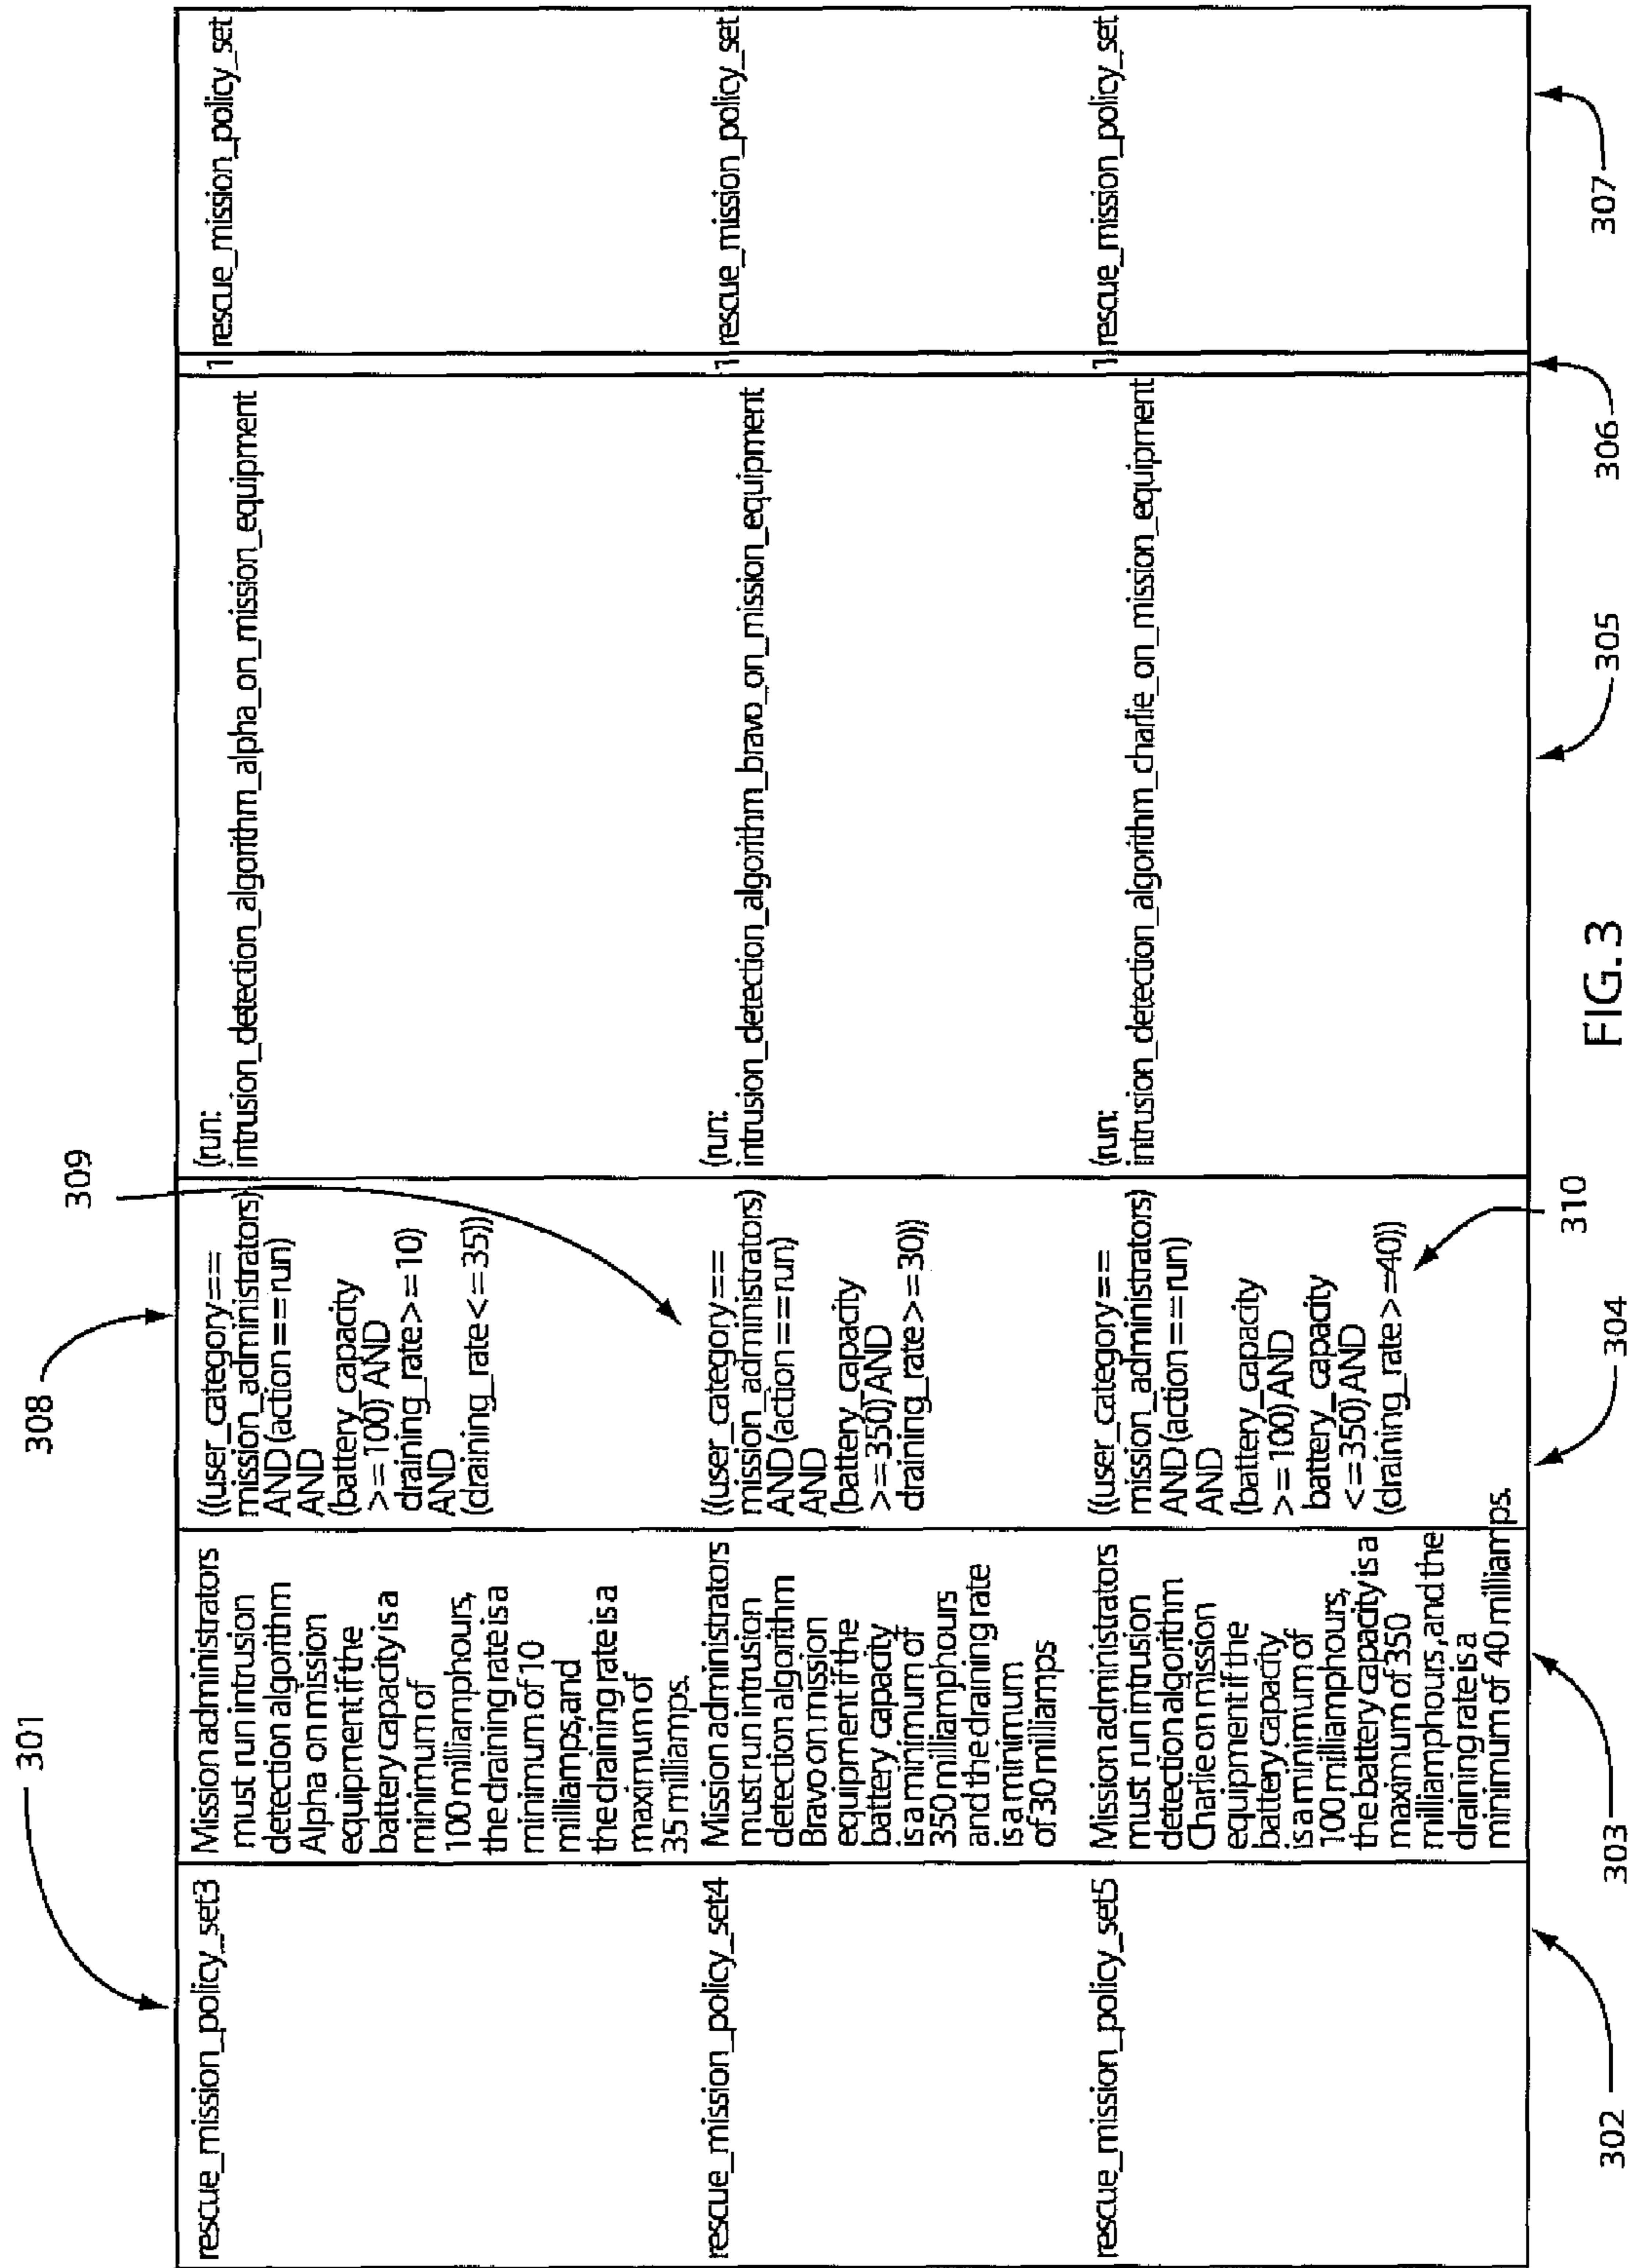 301
308
309
rescue_mission_policy_set3
Mission administrators
must run intrusion
detection algorithm
Alpha on mission
equipment if the
battery capacity is a
minimum of
100 milliamphours,
the draining rate is a
minimum of 10
milliamps, and
the draining rate is a
maximum of
35 milliamps.
((user_category==
mission_administrators)
AND (action==run)
AND
(battery_capacity
>=100) AND
draining_rate>=10)
AND
(draining_rate<=35))
(run:
intrusion_detection_algorithm_alpha_on_mission_equipment
1
rescue_mission_policy_set
rescue_mission_policy_set4
Mission administrators
must run intrusion
detection algorithm
Bravo on mission
equipment if the
battery capacity
is a minimum of
350 milliamphours
and the draining rate
is a minimum
of 30 milliamps
((user_category==
mission_administrators)
AND (action==run)
AND
(battery_capacity
>=350) AND
draining_rate>=30))
(run:
intrusion_detection_algorithm_bravo_on_mission_equipment
1
rescue_mission_policy_set
rescue_mission_policy_set5
Mission administrators
must run intrusion
detection algorithm
Charlie on mission
equipment if the
battery capacity
is a minimum of
100 milliamphours,
the battery capacity is a
maximum of 350
milliamphours, and the
draining rate is a
minimum of 40 milliamps.
((user_category==
mission_administrators)
AND (action==run)
AND
(battery_capacity
>=100) AND
battery_capacity
<=350) AND
(draining_rate>=40))
(run:
intrusion_detection_algorithm_charlie_on_mission_equipment
1
rescue_mission_policy_set
310
302
303
304
305
306
307
FIG. 3